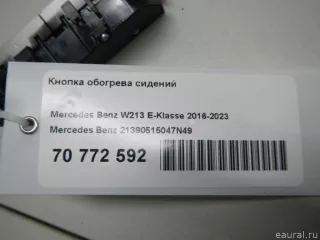 Кнопка обогрева сидений
Mercedes Benz W213 E-Klasse 2016-2023
Mercedes Benz 21390515047N49
70 772 592
eaural.ru